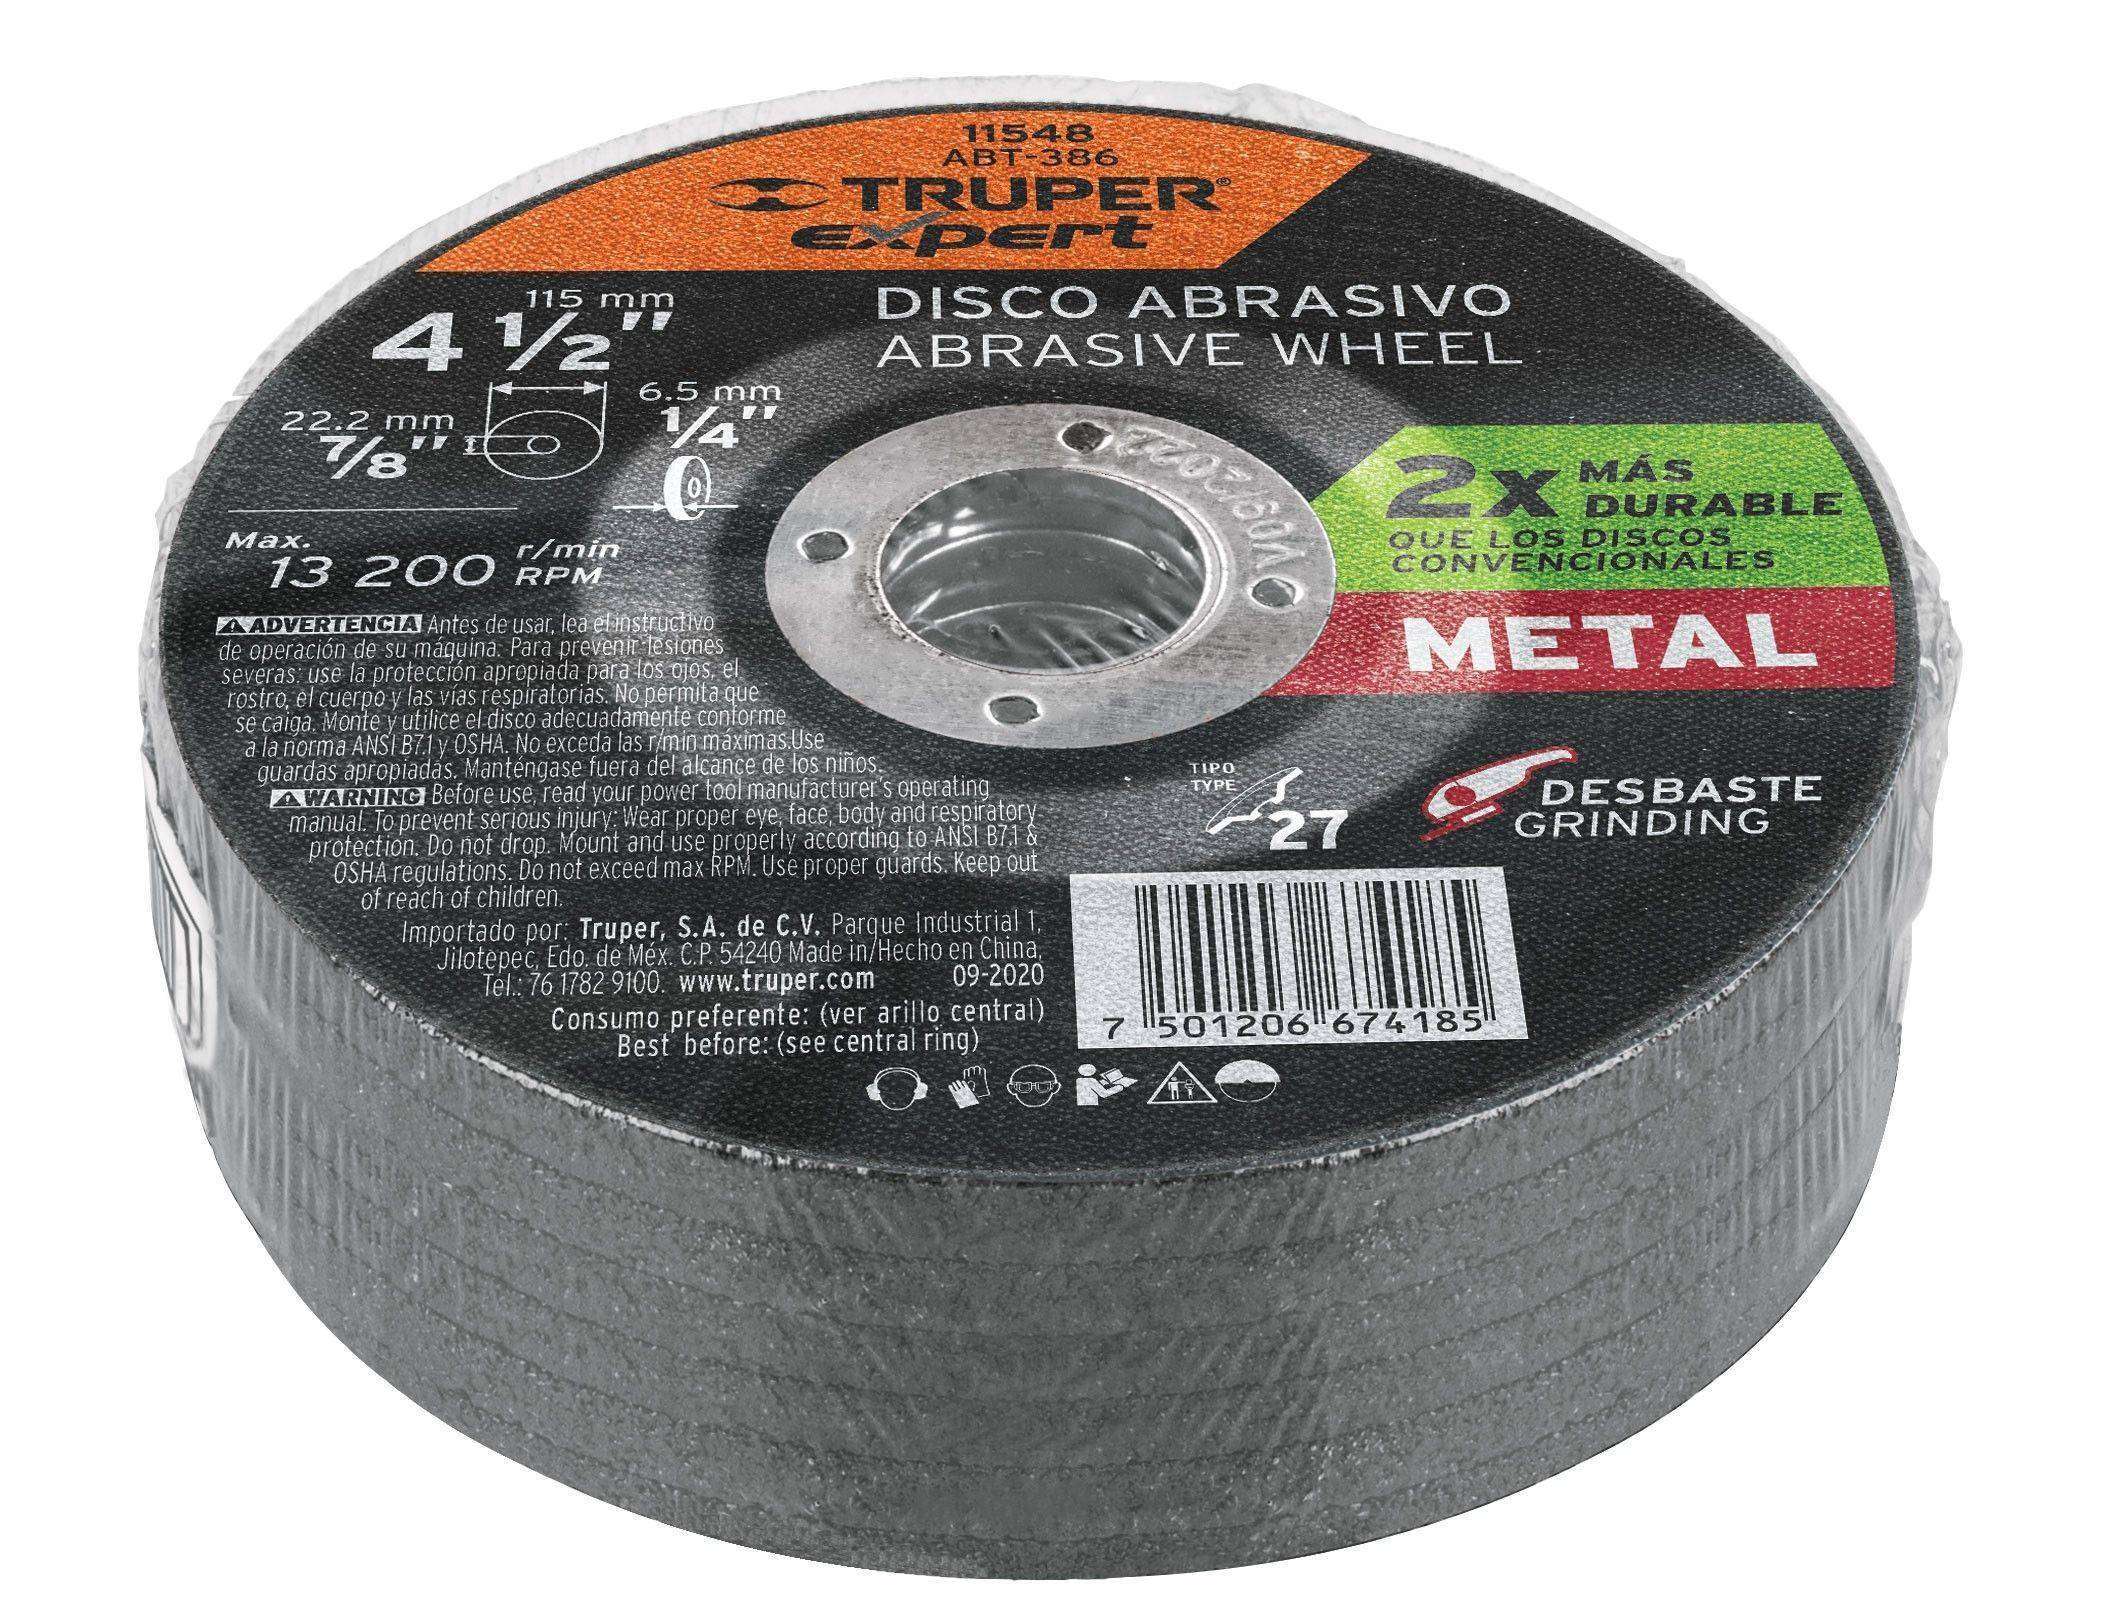 11548
ABT-386
TRUPER®
expert
DISCO ABRASIVO
ABRASIVE WHEEL
115 mm
4 1/2"
22.2 mm
7/8"
6.5 mm
1/4"
Max.
13 200 r/min
RPM
V09/2022
2x MÁS
DURABLE
QUE LOS DISCOS
CONVENCIONALES
METAL
ADVERTENCIA Antes de usar, lea el instructivo
de operación de su máquina. Para prevenir lesiones
severas: use la protección apropiada para los ojos, el
rostro, el cuerpo y las vías respiratorias. No permita que
se caiga. Monte y utilice el disco adecuadamente conforme
a la norma ANSI B7.1 y OSHA. No exceda las r/min máximas.Use
guardas apropiadas. Manténgase fuera del alcance de los niños.
WARNING Before use, read your power tool manufacturer's operating
manual. To prevent serious injury: Wear proper eye, face, body and respiratory
protection. Do not drop. Mount and use properly according to ANSI B7.1 &
OSHA regulations. Do not exceed max RPM. Use proper guards. Keep out
of reach of children.
Importado por: Truper, S.A. de C.V. Parque Industrial 1,
Jilotepec, Edo. de Méx. C.P. 54240 Made in/Hecho en China,
Tel.: 76 1782 9100. www.truper.com 09-2020
Consumo preferente: (ver arillo central)
Best before: (see central ring)
TIPO
TYPE
27
DESBASTE
GRINDING
7 501206 674185